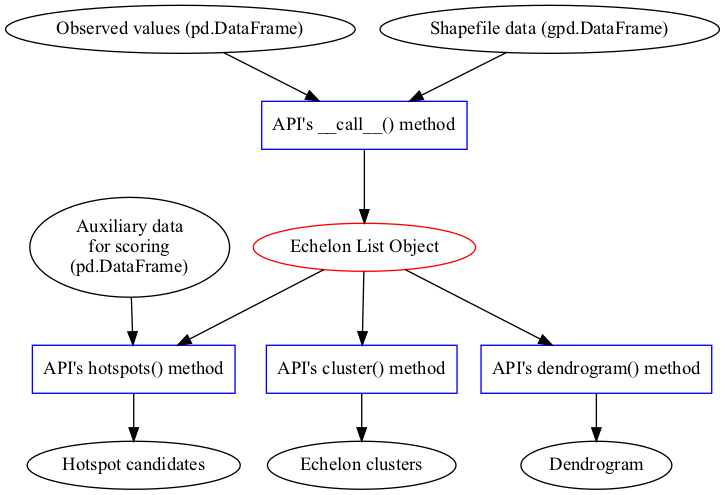 Observed values (pd.DataFrame)
Shapefile data (gpd.DataFrame)
API's __call__() method
Auxiliary data
for scoring
(pd.DataFrame)
Echelon List Object
API's hotspots() method
API's cluster() method
API's dendrogram() method
Hotspot candidates
Echelon clusters
Dendrogram